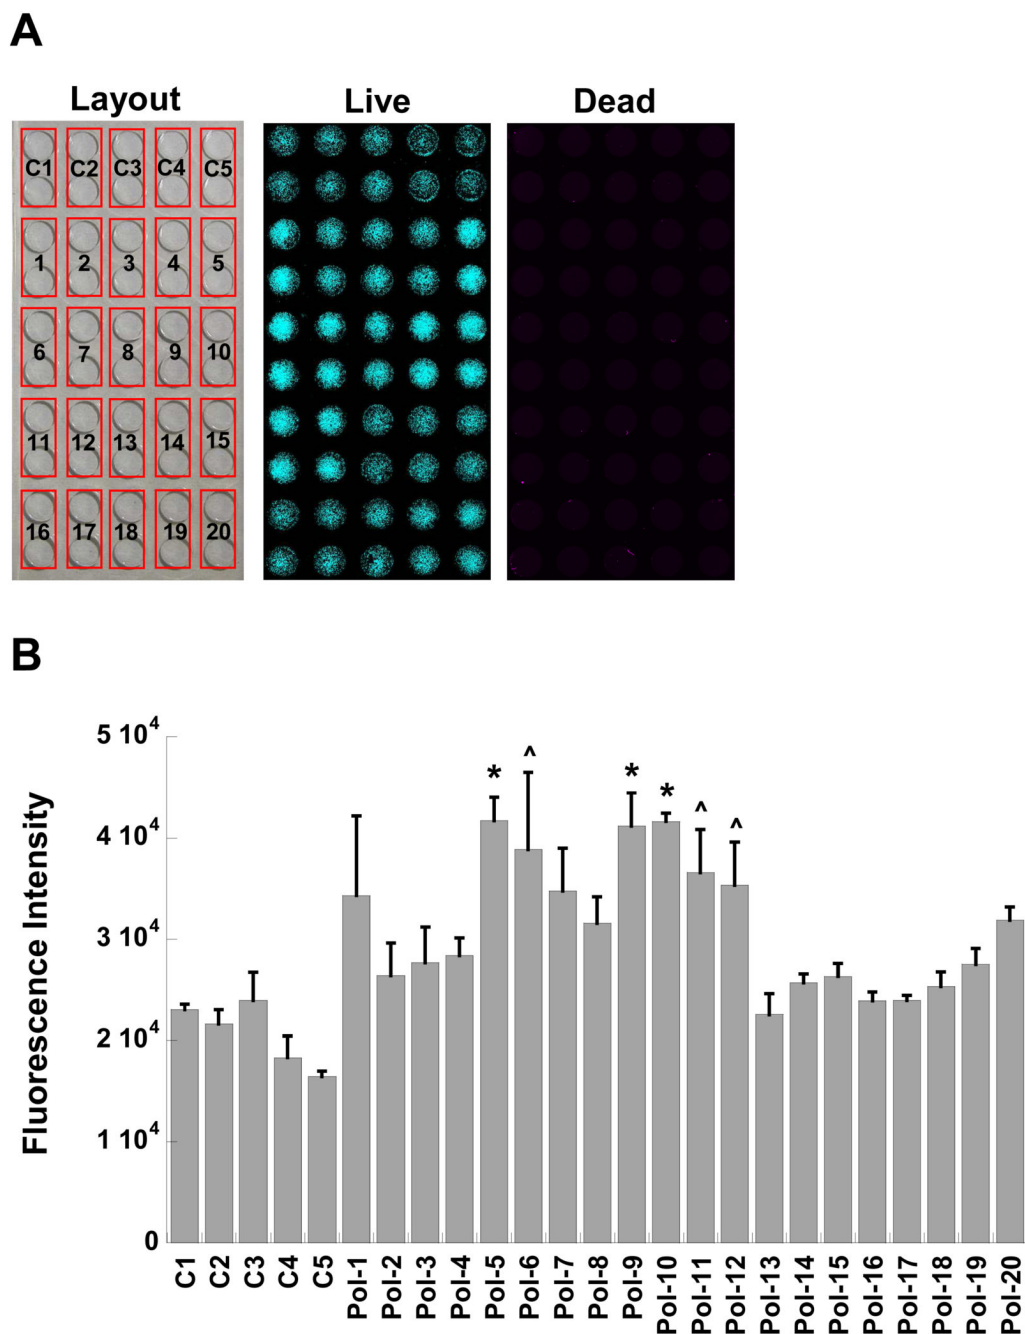 A
Layout
Live
Dead
C1 C2 C3 C4 C5
1 2 3 4 5
6 7 8 9 10
11 12 13 14 15
16 17 18 19 20
B
Fluorescence Intensity
5 10^4
4 10^4
3 10^4
2 10^4
1 10^4
0
* ^ * * ^ ^
C1
C2
C3
C4
C5
Pol-1
Pol-2
Pol-3
Pol-4
Pol-5
Pol-6
Pol-7
Pol-8
Pol-9
Pol-10
Pol-11
Pol-12
Pol-13
Pol-14
Pol-15
Pol-16
Pol-17
Pol-18
Pol-19
Pol-20